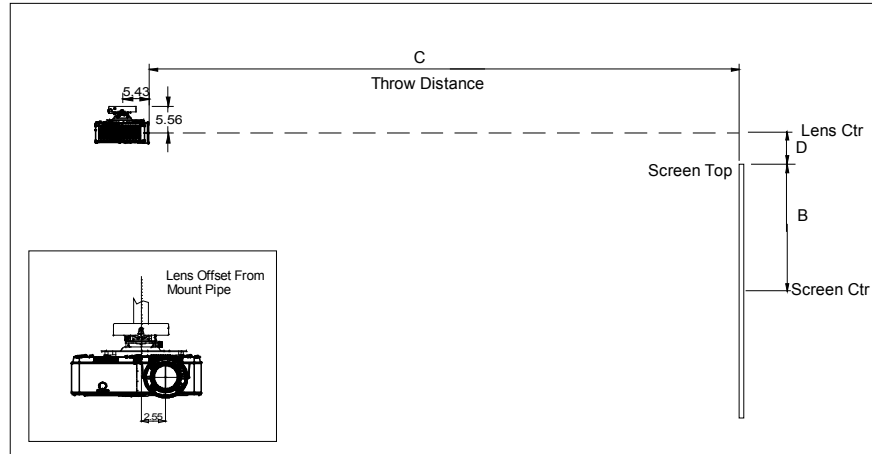 C
Throw Distance
5.43
5.56
Lens Ctr
D
Screen Top
B
Screen Ctr
Lens Offset From
Mount Pipe
2.55